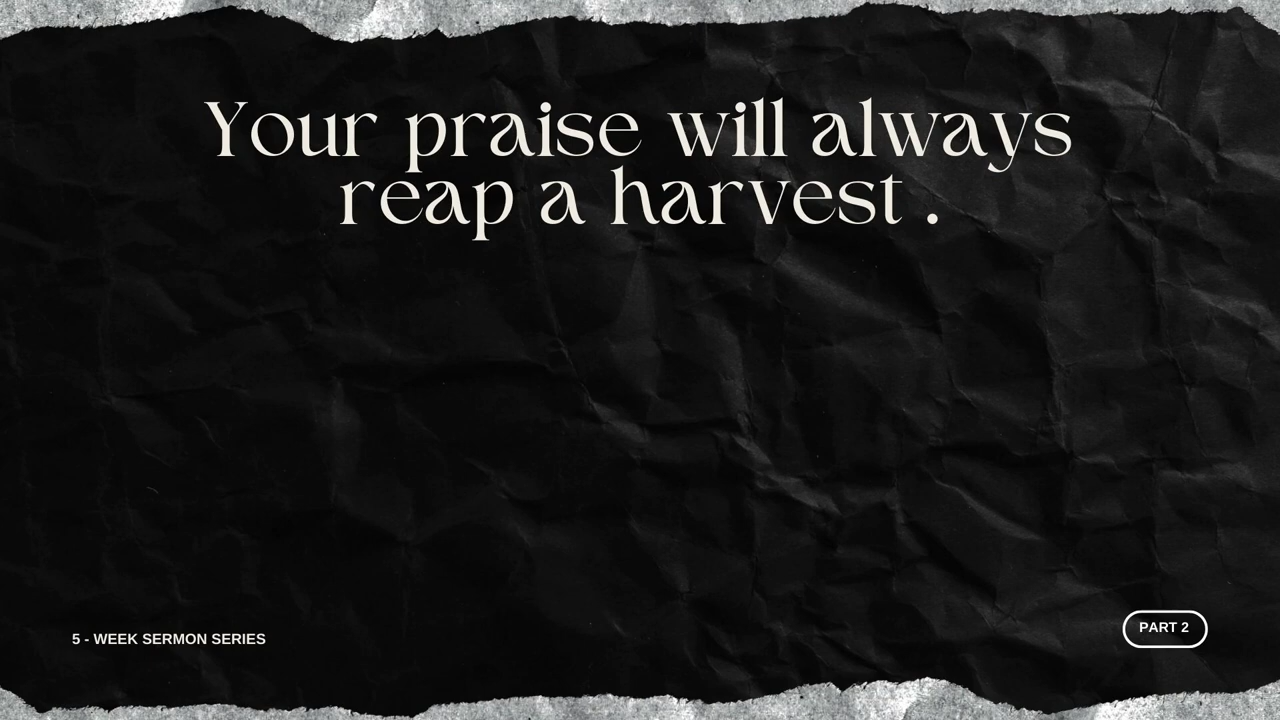 Your praise will always
reap a harvest .
5 - WEEK SERMON SERIES
PART 2